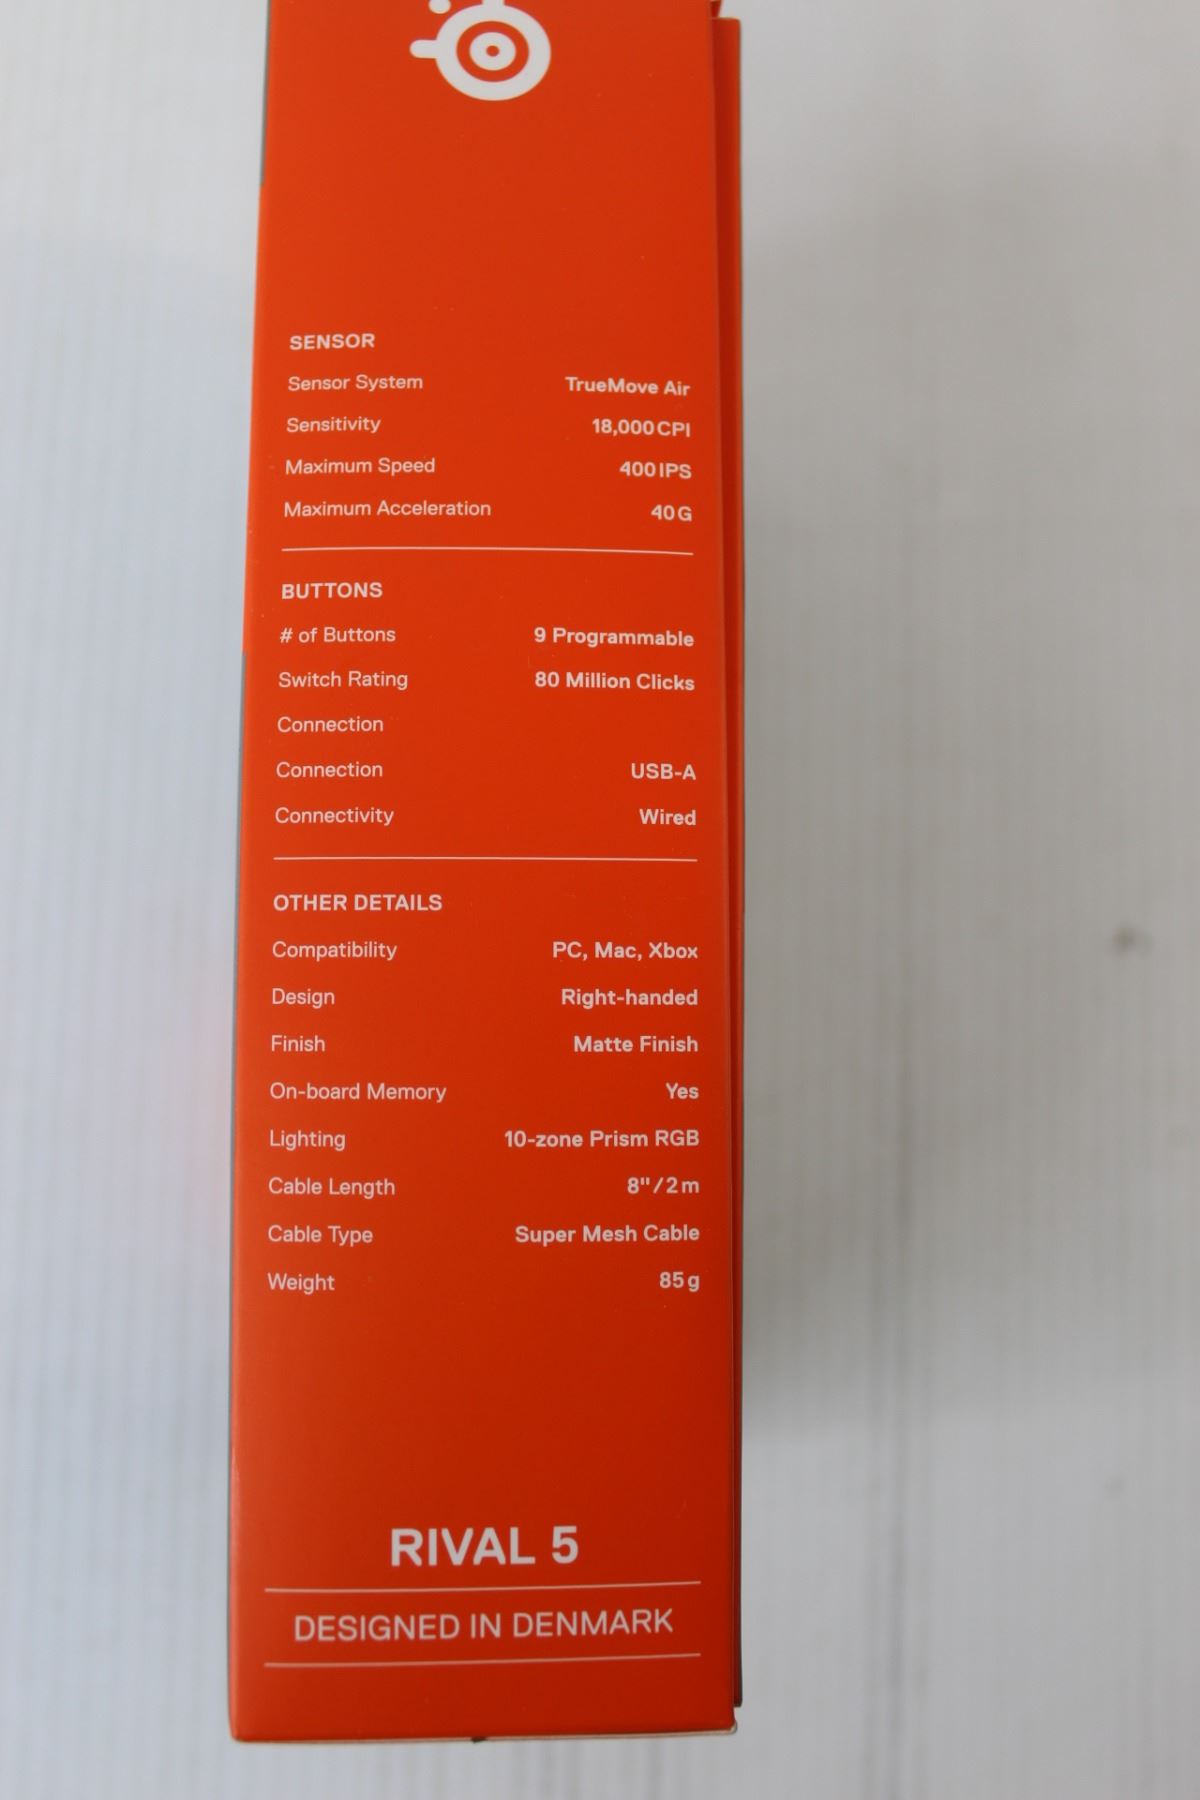 SENSOR
Sensor System TrueMove Air
Sensitivity 18,000 CPI
Maximum Speed 400 IPS
Maximum Acceleration 40 G
BUTTONS
# of Buttons 9 Programmable
Switch Rating 80 Million Clicks
Connection
Connection USB-A
Connectivity Wired
OTHER DETAILS
Compatibility PC, Mac, Xbox
Design Right-handed
Finish Matte Finish
On-board Memory Yes
Lighting 10-zone Prism RGB
Cable Length 8"/2 m
Cable Type Super Mesh Cable
Weight 85 g
RIVAL 5
DESIGNED IN DENMARK